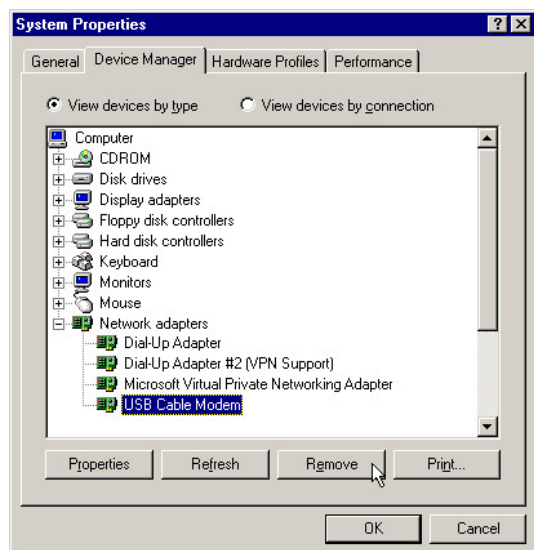 System Properties
General Device Manager Hardware Profiles Performance
View devices by type View devices by connection
Computer
CDROM
Disk drives
Display adapters
Floppy disk controllers
Hard disk controllers
Keyboard
Monitors
Mouse
Network adapters
Dial-Up Adapter
Dial-Up Adapter #2 (VPN Support)
Microsoft Virtual Private Networking Adapter
USB Cable Modem
Properties Refresh Remove Print...
OK Cancel